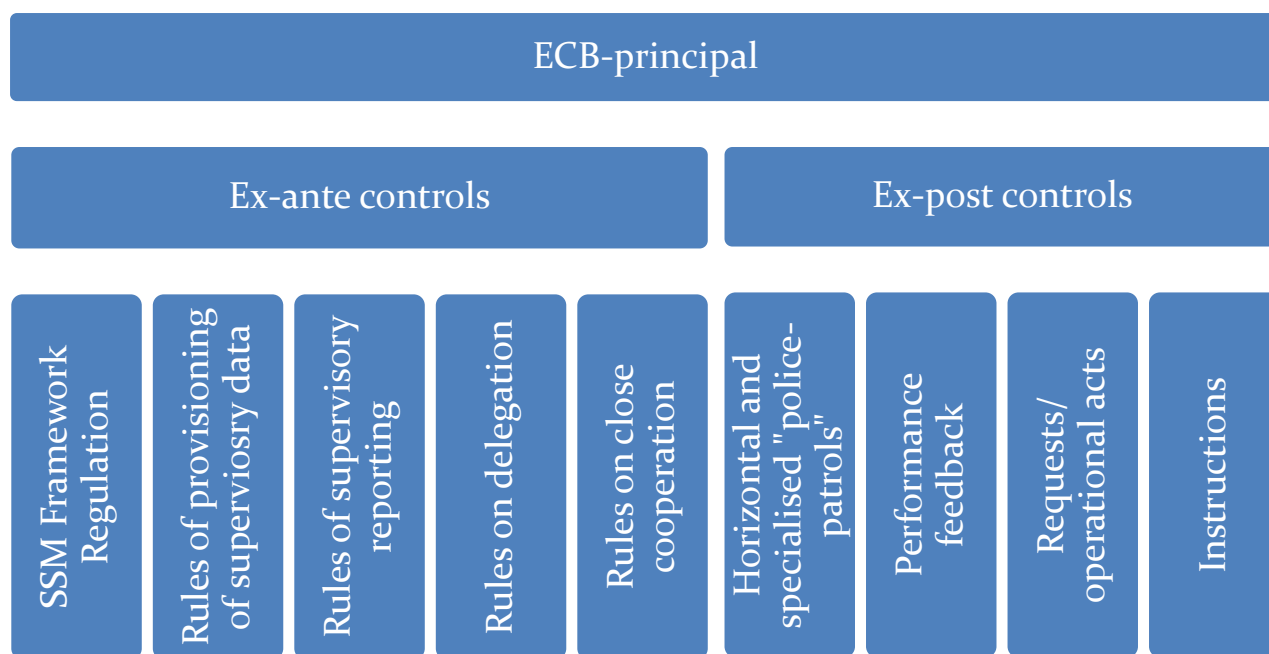 ECB-principal
Ex-ante controls
Ex-post controls
SSM Framework
Regulation
Rules of provisioning
of superviosry data
Rules of supervisory
reporting
Rules on delegation
Rules on close
cooperation
Horizontal and
specialised "police-
patrols"
Performance
feedback
Requests/
operational acts
Instructions